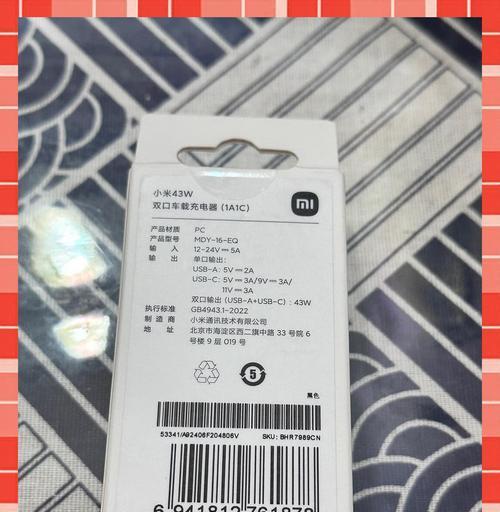 小米43W
双口车载充电器 (1A1C)
mi
产品材质 PC
产品型号 MDY-16-EQ
输 入 12-24V⎓5A
输 出 单口输出:
USB-A: 5V⎓2A
USB-C: 5V⎓3A/9V⎓3A/
11V⎓3A
双口输出 (USB-A+USB-C) : 43W
执行标准 GB4943.1-2022
制 造 商 小米通讯技术有限公司
地 址 北京市海淀区西二旗中路 33 号院 6
号楼 9 层 019 号
5
黑色
53341/A92406F204806V SKU: BHR7989CN
6 941812 761878